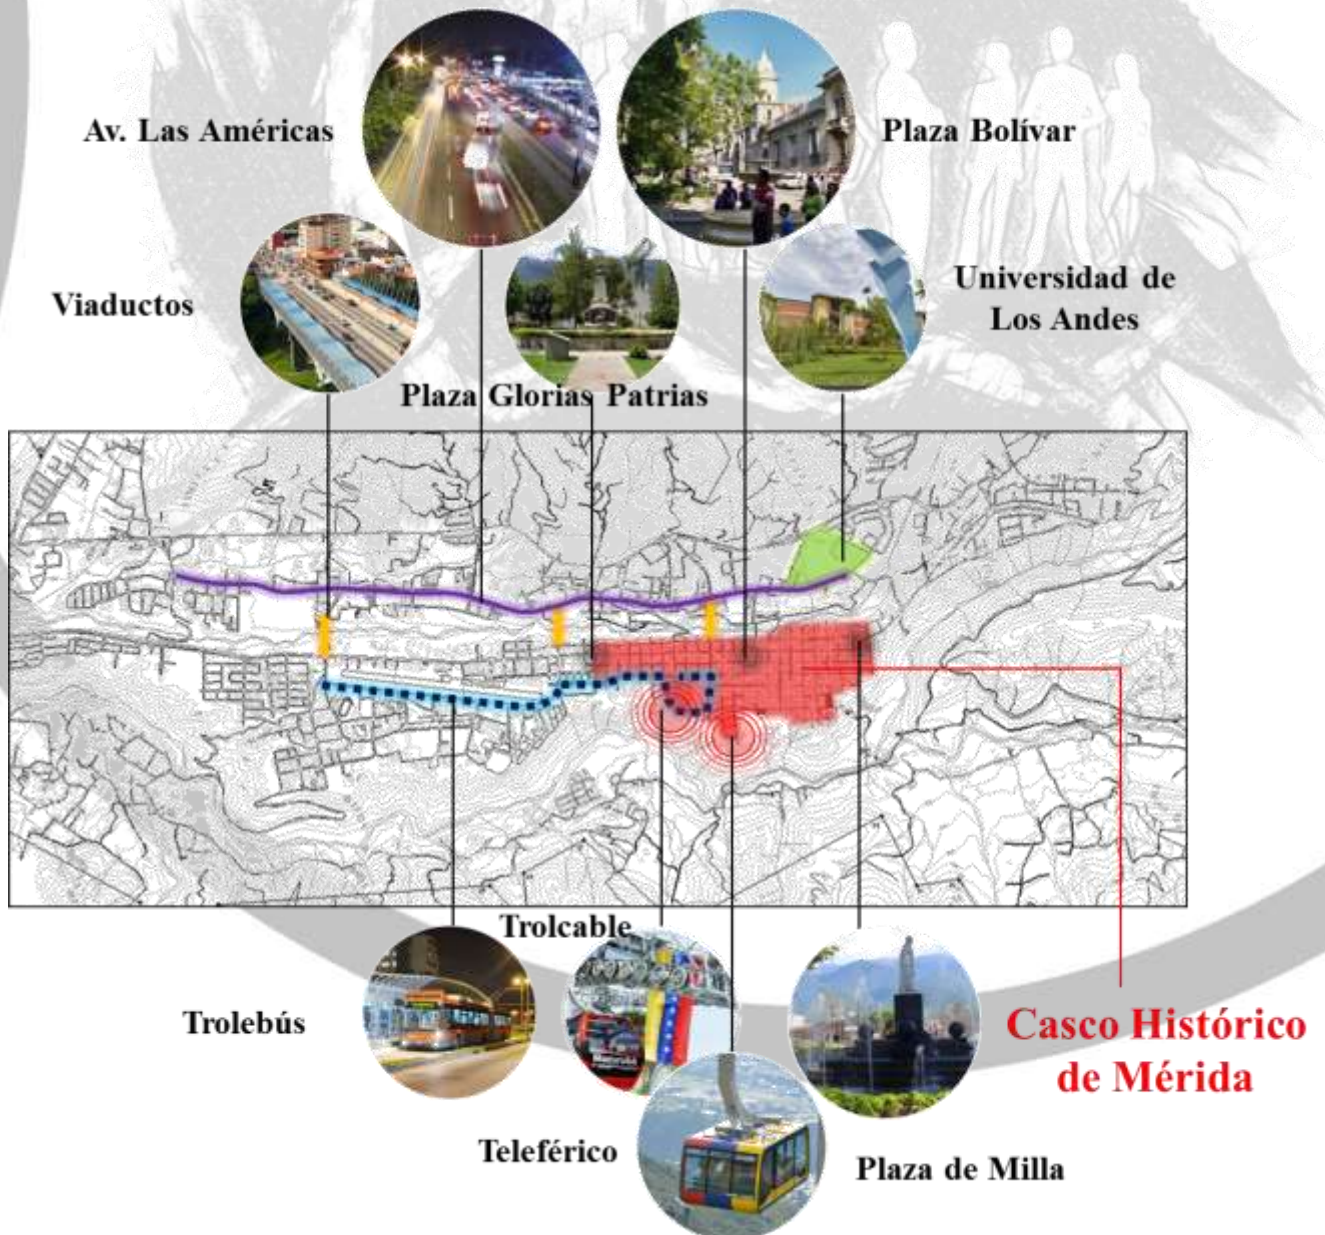 Av. Las Américas
Plaza Bolívar
Viaductos
Universidad de
Los Andes
Plaza Glorias Patrias
Trolcable
Trolebús
Casco Histórico
de Mérida
Teleférico
Plaza de Milla